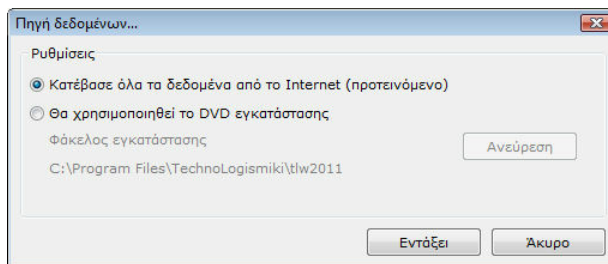 Πηγή δεδομένων...
Ρυθμίσεις
Κατέβασε όλα τα δεδομένα από το Internet (προτεινόμενο)
Θα χρησιμοποιηθεί το DVD εγκατάστασης
Φάκελος εγκατάστασης
Ανεύρεση
C:\Program Files\TechnoLogismiki\tlw2011
Εντάξει
Άκυρο